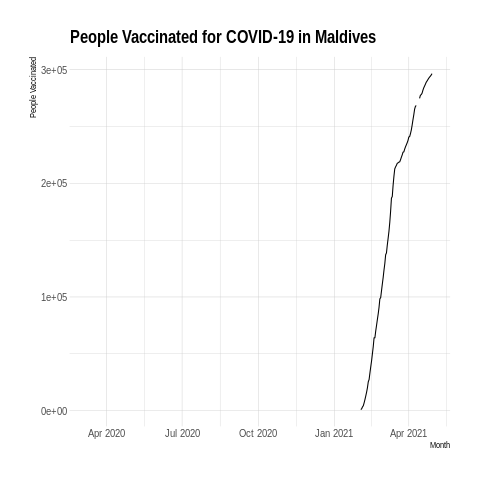 People Vaccinated for COVID-19 in Maldives
People Vaccinated
3e+05
2e+05
1e+05
0e+00
Apr 2020
Jul 2020
Oct 2020
Jan 2021
Apr 2021
Month